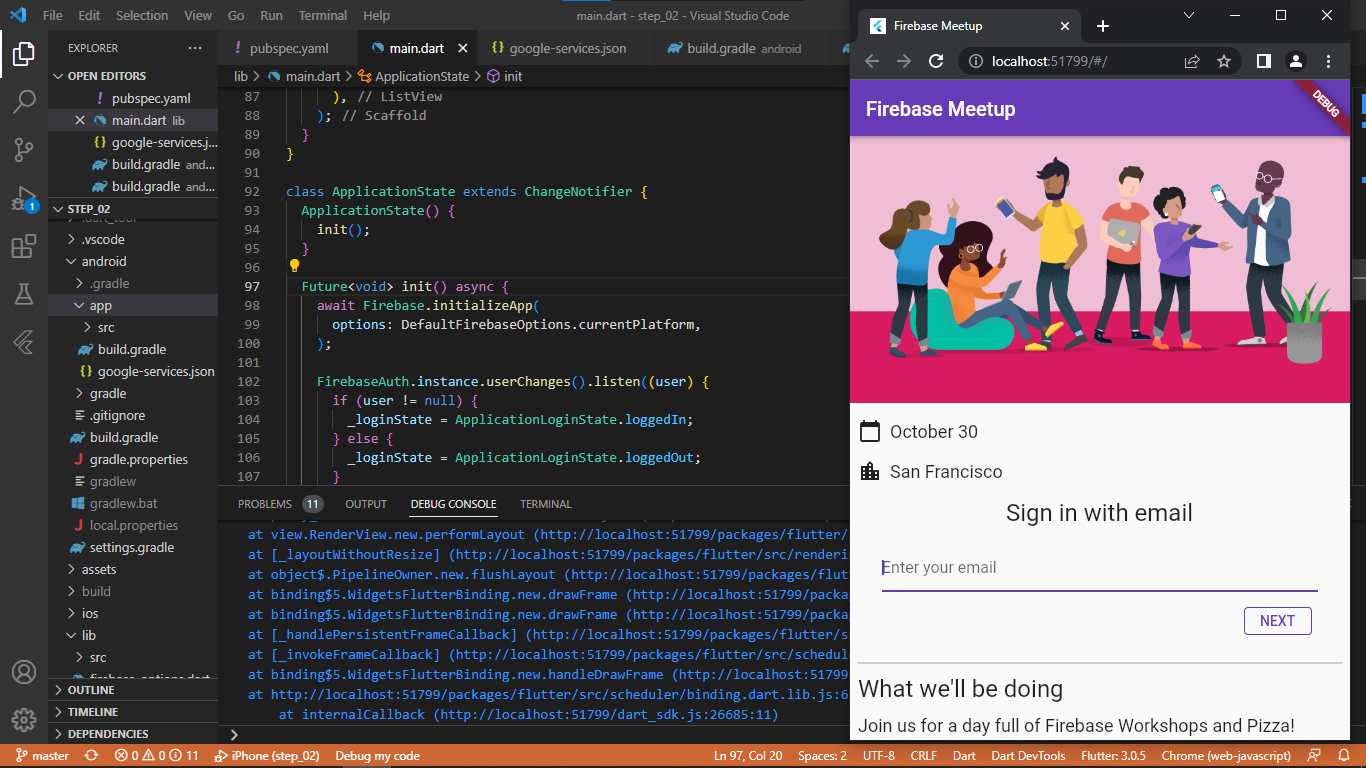 File Edit Selection View Go Run Terminal Help
main.dart - step_02 - Visual Studio Code
EXPLORER
OPEN EDITORS
! pubspec.yaml
main.dart lib
{} google-services.j...
build.gradle and...
build.gradle and...
STEP_02
.vscode
android
.gradle
app
src
build.gradle
{} google-services.json
gradle
.gitignore
build.gradle
gradle.properties
gradlew
gradlew.bat
local.properties
settings.gradle
assets
build
ios
lib
src
OUTLINE
TIMELINE
DEPENDENCIES
1
! pubspec.yaml main.dart {} google-services.json build.gradle android
lib > main.dart > ApplicationState > init
87 ), // ListView
88 ); // Scaffold
89 }
90 }
91
92 class ApplicationState extends ChangeNotifier {
93 ApplicationState() {
94 init();
95 }
96
97 Future<void> init() async {
98 await Firebase.initializeApp(
99 options: DefaultFirebaseOptions.currentPlatform,
100 );
101
102 FirebaseAuth.instance.userChanges().listen((user) {
103 if (user != null) {
104 _loginState = ApplicationLoginState.loggedIn;
105 } else {
106 _loginState = ApplicationLoginState.loggedOut;
107 }
PROBLEMS 11 OUTPUT DEBUG CONSOLE TERMINAL
at view.RenderView.new.performLayout (http://localhost:51799/packages/flutter/
at [_layoutWithoutResize] (http://localhost:51799/packages/flutter/src/renderi
at object$.PipelineOwner.new.flushLayout (http://localhost:51799/packages/flut
at binding$5.WidgetsFlutterBinding.new.drawFrame (http://localhost:51799/packa
at binding$5.WidgetsFlutterBinding.new.drawFrame (http://localhost:51799/packa
at [_handlePersistentFrameCallback] (http://localhost:51799/packages/flutter/s
at [_invokeFrameCallback] (http://localhost:51799/packages/flutter/src/schedul
at binding$5.WidgetsFlutterBinding.new.handleDrawFrame (http://localhost:51799
at http://localhost:51799/packages/flutter/src/scheduler/binding.dart.lib.js:6
at internalCallback (http://localhost:51799/dart_sdk.js:26685:11)
Firebase Meetup
localhost:51799/#/
Firebase Meetup
DEBUG
October 30
San Francisco
Sign in with email
Enter your email
NEXT
What we'll be doing
Join us for a day full of Firebase Workshops and Pizza!
master 0 0 11 iPhone (step_02) Debug my code Ln 97, Col 20 Spaces: 2 UTF-8 CRLF Dart Dart DevTools Flutter: 3.0.5 Chrome (web-javascript)